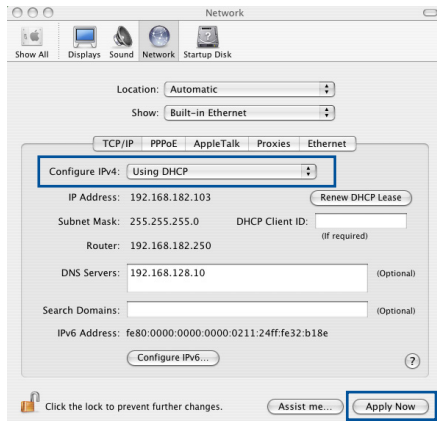 Network
Show All Displays Sound Network Startup Disk
Location: Automatic
Show: Built-in Ethernet
TCP/IP PPPoE AppleTalk Proxies Ethernet
Configure IPv4: Using DHCP
IP Address: 192.168.182.103 Renew DHCP Lease
Subnet Mask: 255.255.255.0 DHCP Client ID:
(If required)
Router: 192.168.182.250
DNS Servers: 192.168.128.10 (Optional)
Search Domains: (Optional)
IPv6 Address: fe80:0000:0000:0000:0211:24ff:fe32:b18e
Configure IPv6... ?
Click the lock to prevent further changes. Assist me... Apply Now